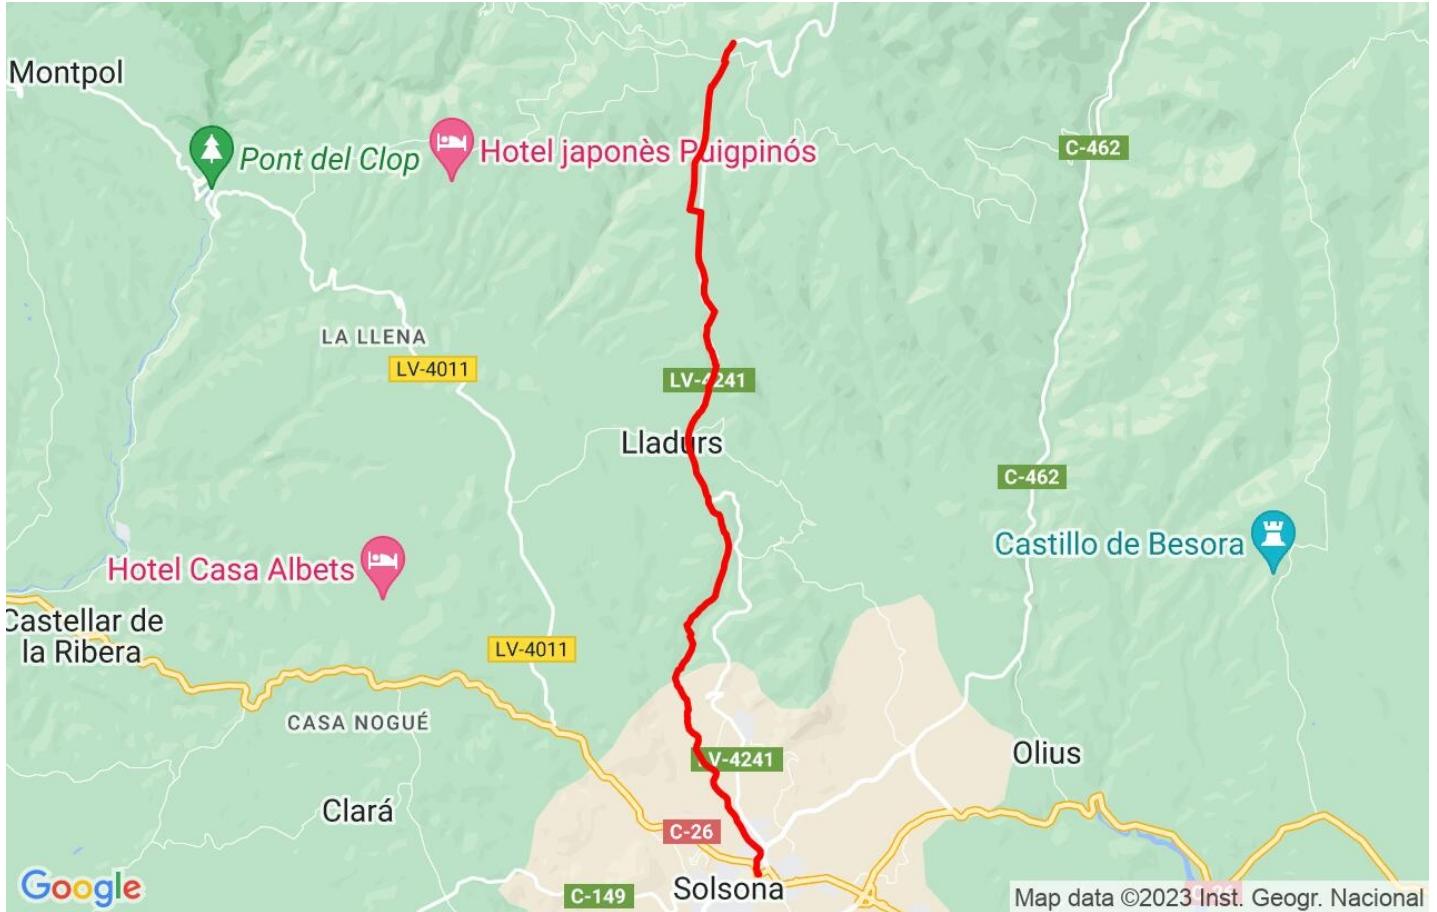 Montpol
Pont del Clop
Hotel japonès Puigpinós
C-462
LA LLENA
LV-4011
LV-4241
Lladurs
C-462
Castillo de Besora
Hotel Casa Albets
Castellar de
la Ribera
LV-4011
CASA NOGUÉ
Olius
LV-4241
Clará
C-26
Solsona
C-149
Google
C-26
Map data ©2023 Inst. Geogr. Nacional